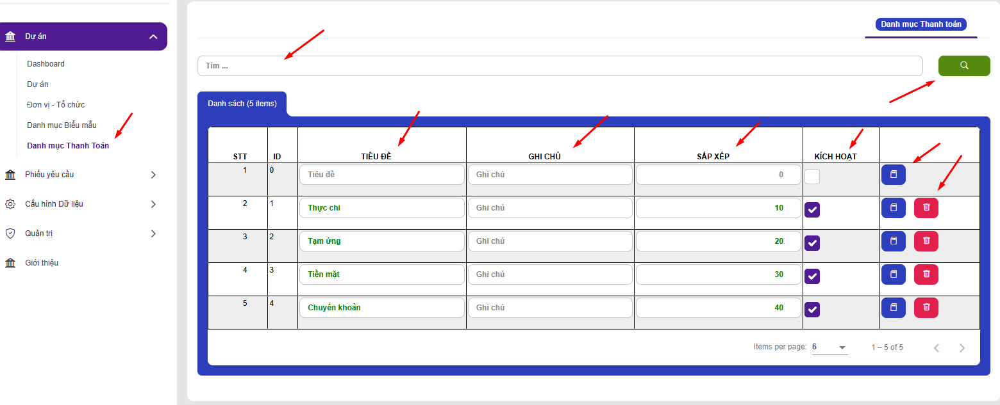 Dự án
Dashboard
Dự án
Đơn vị - Tổ chức
Danh mục Biểu mẫu
Danh mục Thanh Toán
Phiếu yêu cầu
Cấu hình Dữ liệu
Quản trị
Giới thiệu
Danh mục Thanh toán
Tìm ...
Danh sách (5 items)
STT ID TIÊU ĐỀ GHI CHÚ SẮP XẾP KÍCH HOẠT
1 0 Tiêu đề Ghi chú 0
2 1 Thực chi Ghi chú 10
3 2 Tạm ứng Ghi chú 20
4 3 Tiền mặt Ghi chú 30
5 4 Chuyển khoản Ghi chú 40
Items per page: 6 1 – 5 of 5